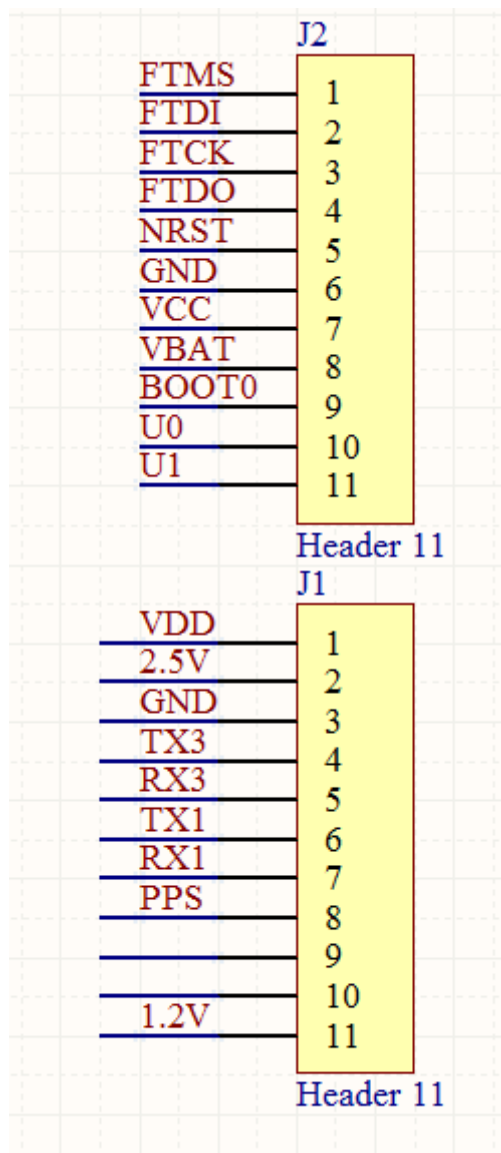 J2
FTMS 1
FTDI 2
FTCK 3
FTDO 4
NRST 5
GND 6
VCC 7
VBAT 8
BOOT0 9
U0 10
U1 11
Header 11
J1
VDD 1
2.5V 2
GND 3
TX3 4
RX3 5
TX1 6
RX1 7
PPS 8
9
10
1.2V 11
Header 11